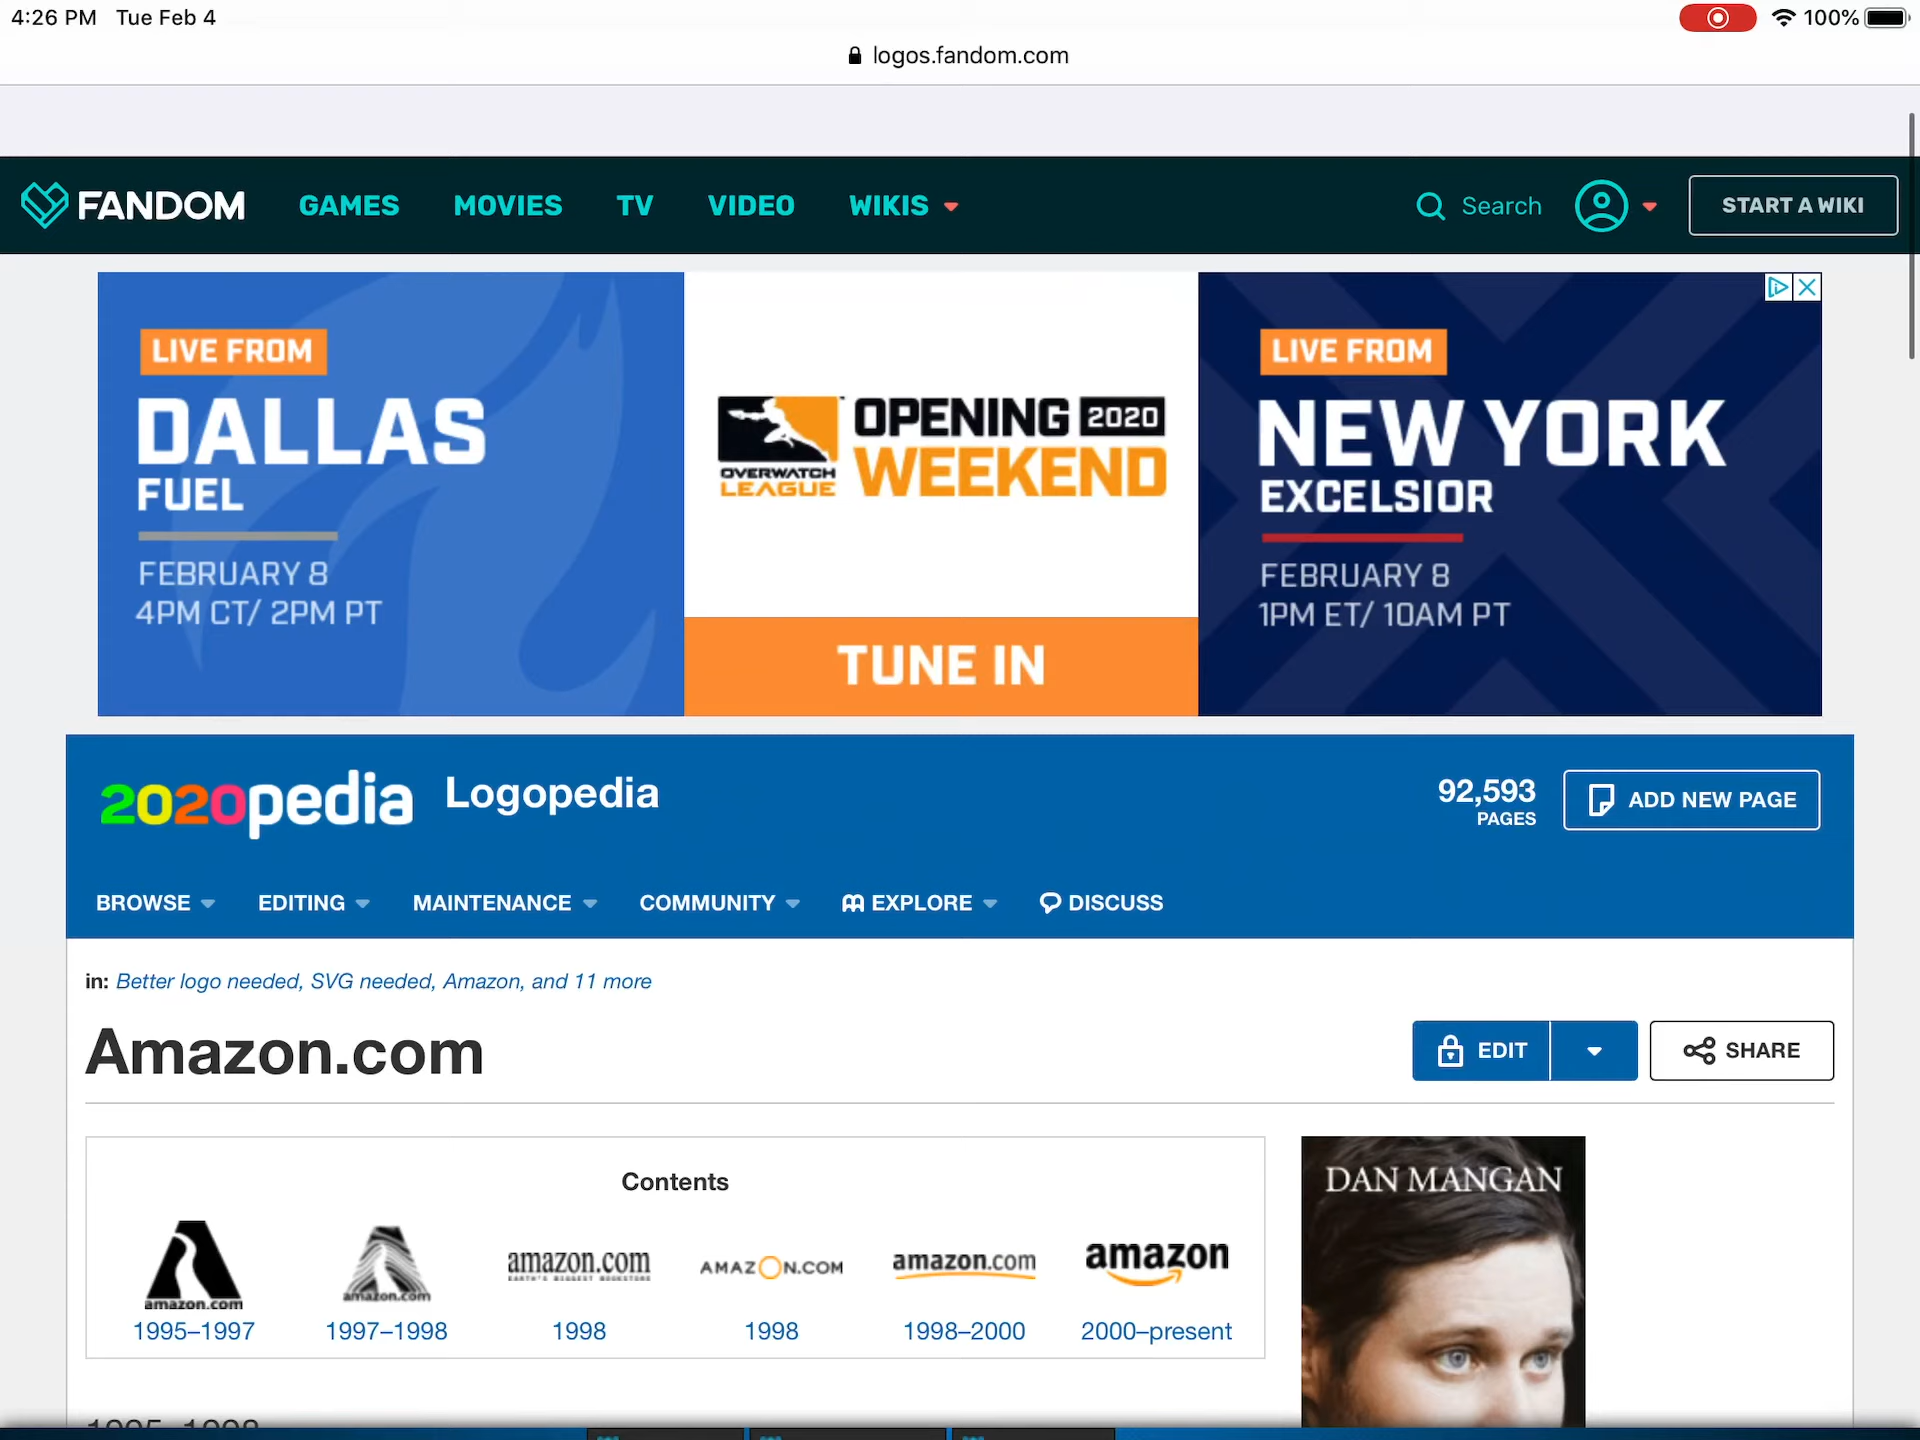 4:26 PM Tue Feb 4
100%
logos.fandom.com
FANDOM GAMES MOVIES TV VIDEO WIKIS Search START A WIKI
LIVE FROM
DALLAS
FUEL
FEBRUARY 8
4PM CT/ 2PM PT
OPENING 2020
WEEKEND
OVERWATCH
LEAGUE
TUNE IN
LIVE FROM
NEW YORK
EXCELSIOR
FEBRUARY 8
1PM ET/ 10AM PT
2020pedia Logopedia
92,593
PAGES
ADD NEW PAGE
BROWSE EDITING MAINTENANCE COMMUNITY EXPLORE DISCUSS
in: Better logo needed, SVG needed, Amazon, and 11 more
Amazon.com
EDIT SHARE
Contents
amazon.com
1995–1997
amazon.com
1997–1998
amazon.com
EARTH'S BIGGEST BOOKSTORE
1998
AMAZON.COM
1998
amazon.com
1998–2000
amazon
2000–present
DAN MANGAN